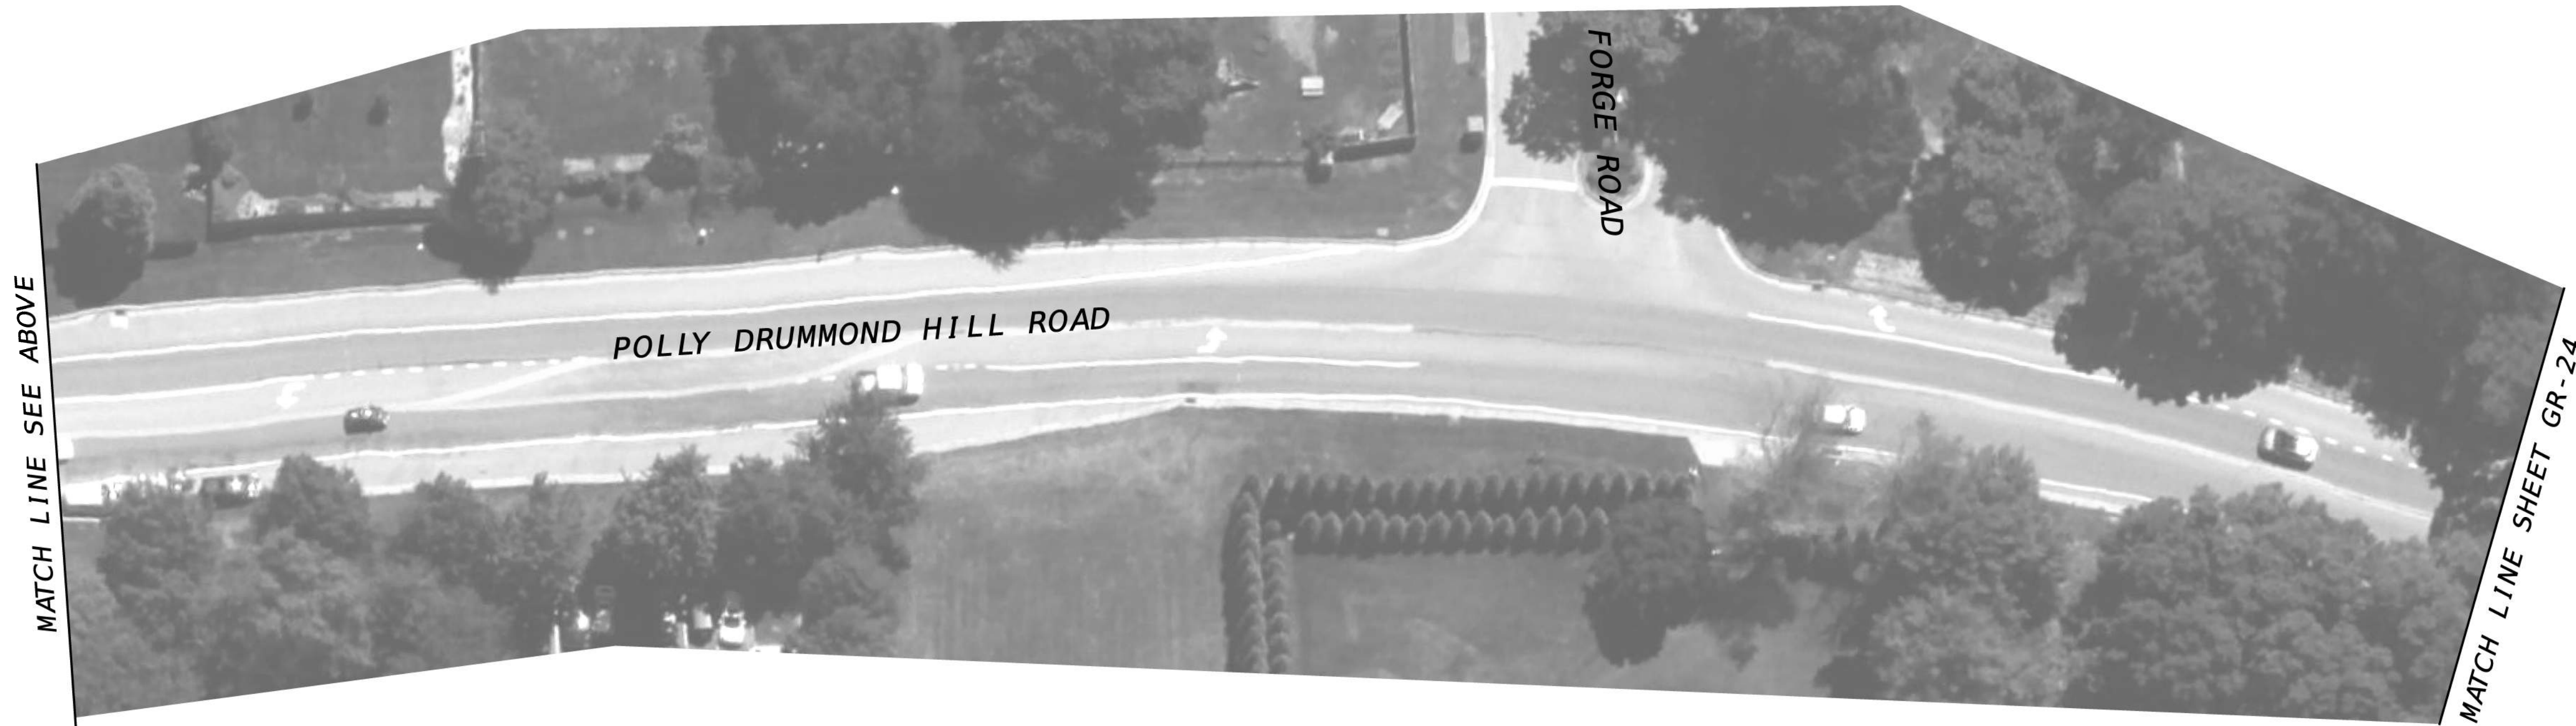 FORGE ROAD
POLLY DRUMMOND HILL ROAD
MATCH LINE SEE ABOVE
MATCH LINE SHEET GR-24